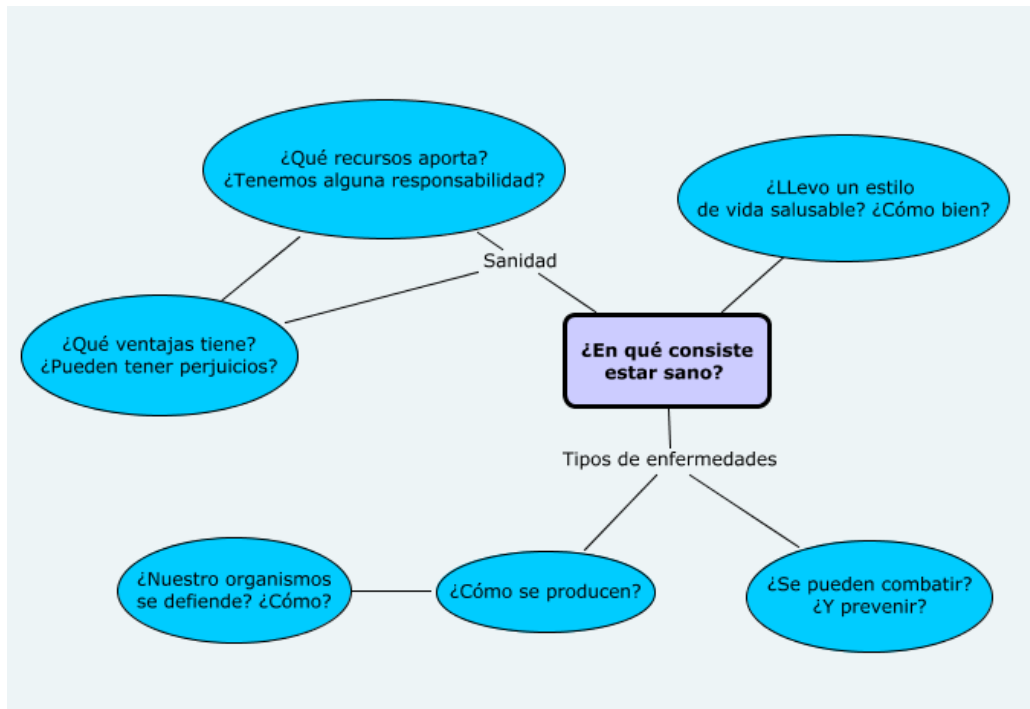 ¿Qué recursos aporta?
¿Tenemos alguna responsabilidad?
¿LLevo un estilo
de vida salusable? ¿Cómo bien?
Sanidad
¿Qué ventajas tiene?
¿Pueden tener perjuicios?
¿En qué consiste
estar sano?
Tipos de enfermedades
¿Nuestro organismos
se defiende? ¿Cómo?
¿Cómo se producen?
¿Se pueden combatir?
¿Y prevenir?